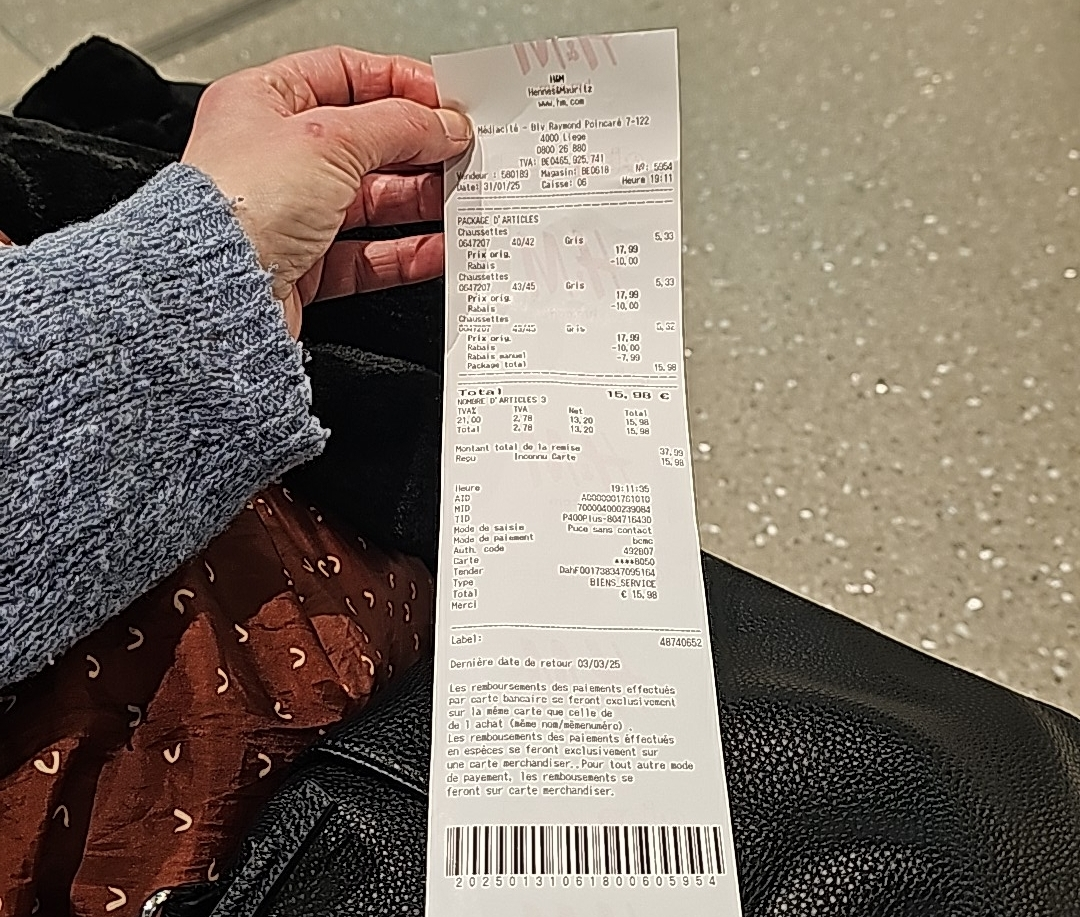 H&M
H&M
Hennes&Mauritz
www.hm.com
Médiacité - Blv Raymond Poincaré 7-122
4000 Liege
0800 26 880
TVA: BE0465.925.741
Vendeur : 580189 Magasin: BE0618 Nº: 5954
Date: 31/01/25 Caisse: 06 Heure 19:11
PACKAGE D'ARTICLES
Chaussettes
0647207 40/42 Gris 5,33
Prix orig. 17,99
Rabais -10,00
Chaussettes
0647207 43/45 Gris 5,33
Prix orig. 17,99
Rabais -10,00
Chaussettes
0647207 43/45 Gris 5,32
Prix orig. 17,99
Rabais -10,00
Rabais manuel -7,99
Package total 15,98
Total 15,98 €
NOMBRE D'ARTICLES 3
TVA% TVA Net Total
21,00 2,78 13,20 15,98
Total 2,78 13,20 15,98
Montant total de la remise 37,99
Reçu Inconnu Carte 15,98
Heure 19:11:35
AID A0000001761010
MID 700004000239084
TID P400Plus-804716430
Mode de saisie Puce sans contact
Mode de paiement bcmc
Auth. code 492807
Carte ****8050
Tender DahF001738347095164
Type BIENS_SERVICE
Total € 15,98
Merci
Label: 48740652
Dernière date de retour 03/03/25
Les remboursements des paiements effectués
par carte bancaire se feront exclusivement
sur la même carte que celle de
de l achat (même nom/mêmenuméro).
Les remboursements des paiements éffectués
en espèces se feront exclusivement sur
une carte merchandiser..Pour tout autre mode
de payement, les rembousements se
feront sur carte merchandiser.
20250131061800605954